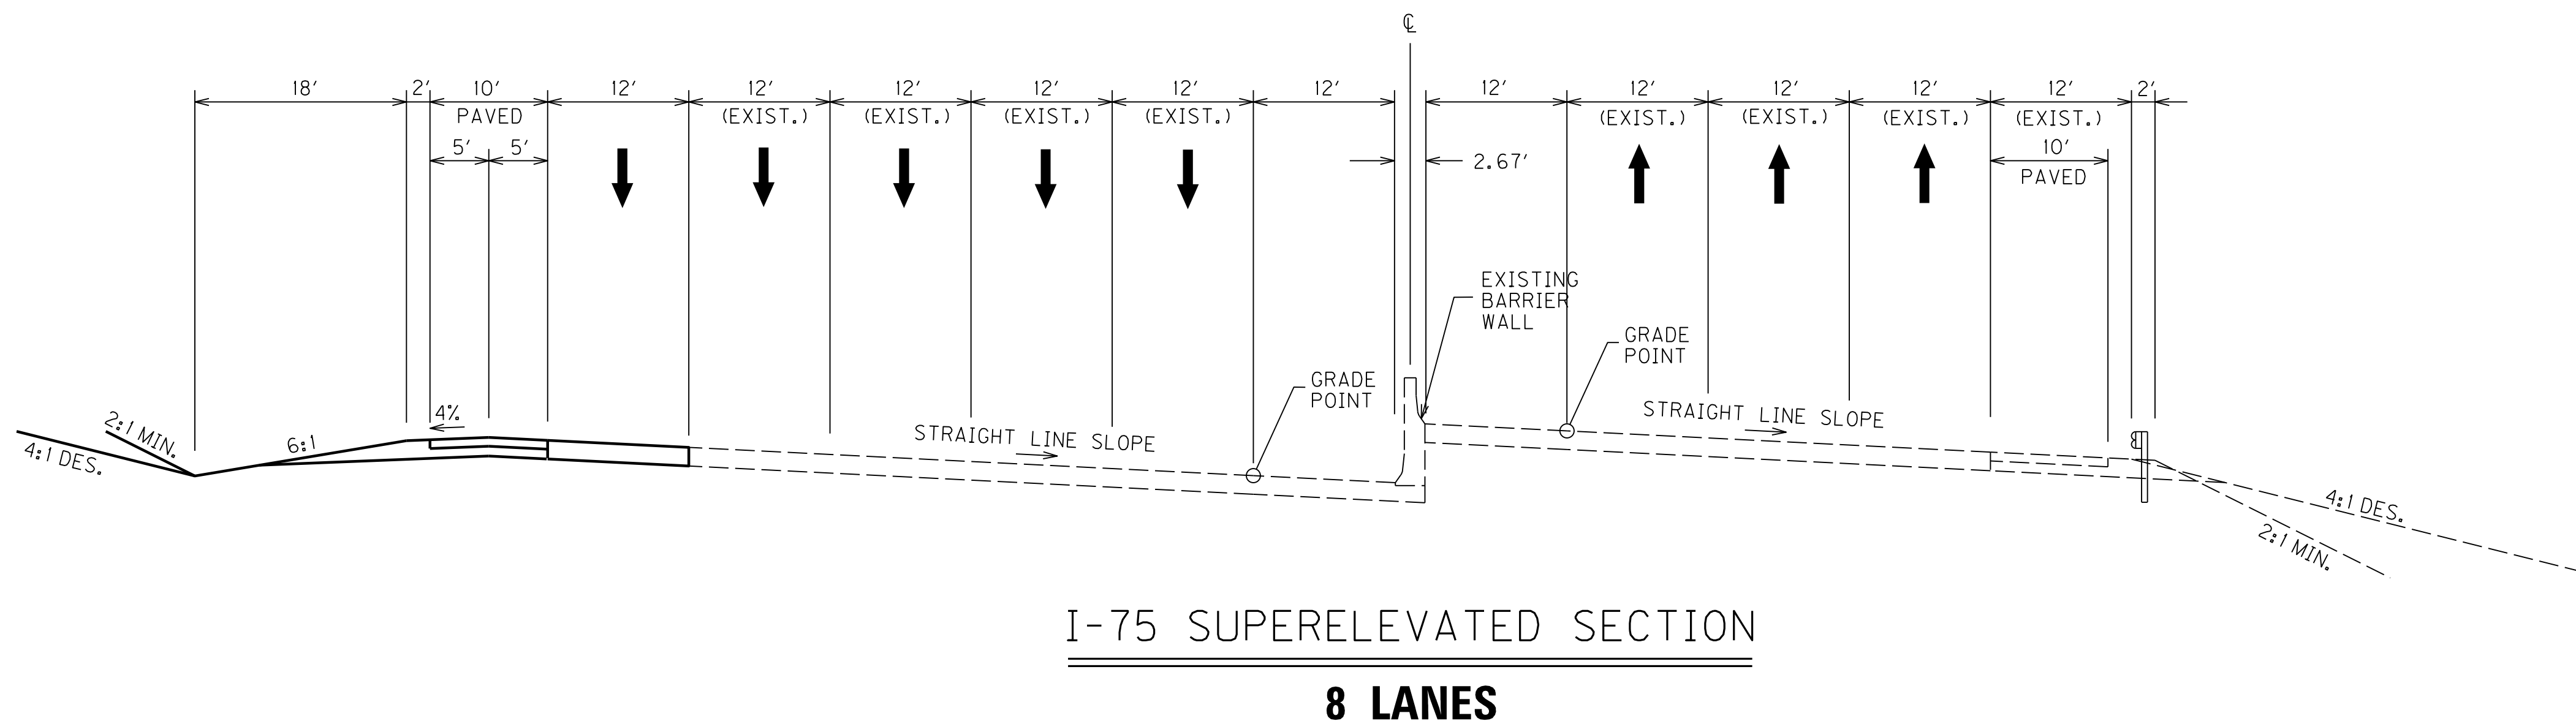 ℄
18' 2' 10' 12' 12' 12' 12' 12' 12' 12' 12' 12' 12' 12' 2'
PAVED (EXIST.) (EXIST.) (EXIST.) (EXIST.) (EXIST.) (EXIST.) (EXIST.) (EXIST.)
5' 5' 2.67' 10'
PAVED
EXISTING
BARRIER
WALL
GRADE
POINT
GRADE
POINT
4%
2:1 MIN.
4:1 DES.
6:1
STRAIGHT LINE SLOPE
STRAIGHT LINE SLOPE
4:1 DES.
2:1 MIN.
I-75 SUPERELEVATED SECTION
8 LANES